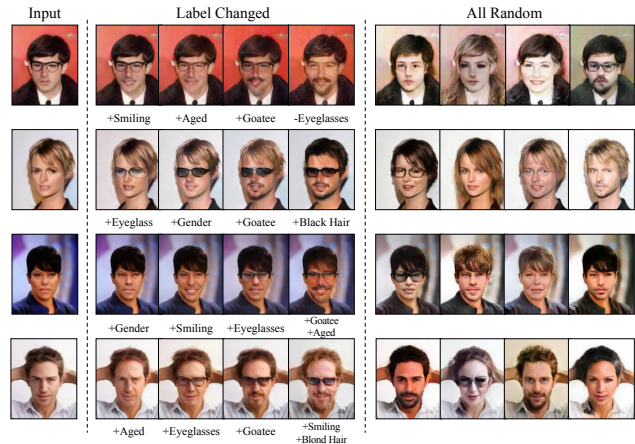 Input Label Changed All Random
+Smiling +Aged +Goatee -Eyeglasses
+Eyeglass +Gender +Goatee +Black Hair
+Gender +Smiling +Eyeglasses +Goatee
+Aged
+Aged +Eyeglasses +Goatee +Smiling
+Blond Hair